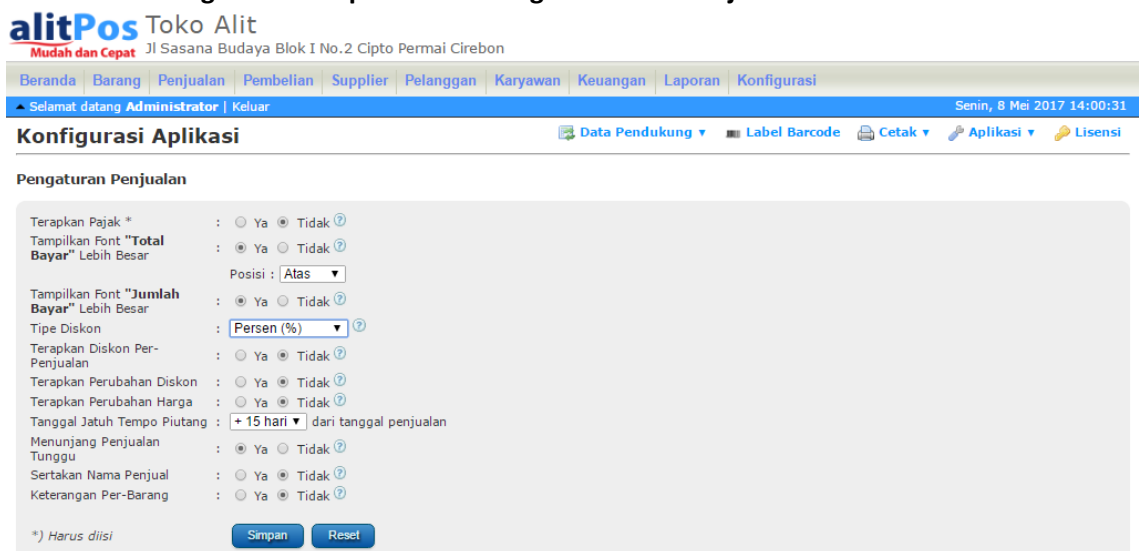 alitPos Toko Alit
Mudah dan Cepat Jl Sasana Budaya Blok I No.2 Cipto Permai Cirebon
Beranda Barang Penjualan Pembelian Supplier Pelanggan Karyawan Keuangan Laporan Konfigurasi
Selamat datang Administrator | Keluar Senin, 8 Mei 2017 14:00:31
Konfigurasi Aplikasi Data Pendukung ▼ Label Barcode Cetak ▼ Aplikasi ▼ Lisensi
Pengaturan Penjualan
Terapkan Pajak * : Ya Tidak ?
Tampilkan Font "Total
Bayar" Lebih Besar : Ya Tidak ?
Posisi : Atas ▼
Tampilkan Font "Jumlah
Bayar" Lebih Besar : Ya Tidak ?
Tipe Diskon : Persen (%) ▼ ?
Terapkan Diskon Per-
Penjualan : Ya Tidak ?
Terapkan Perubahan Diskon : Ya Tidak ?
Terapkan Perubahan Harga : Ya Tidak ?
Tanggal Jatuh Tempo Piutang : + 15 hari ▼ dari tanggal penjualan
Menunjang Penjualan
Tunggu : Ya Tidak ?
Sertakan Nama Penjual : Ya Tidak ?
Keterangan Per-Barang : Ya Tidak ?
*) Harus diisi Simpan Reset